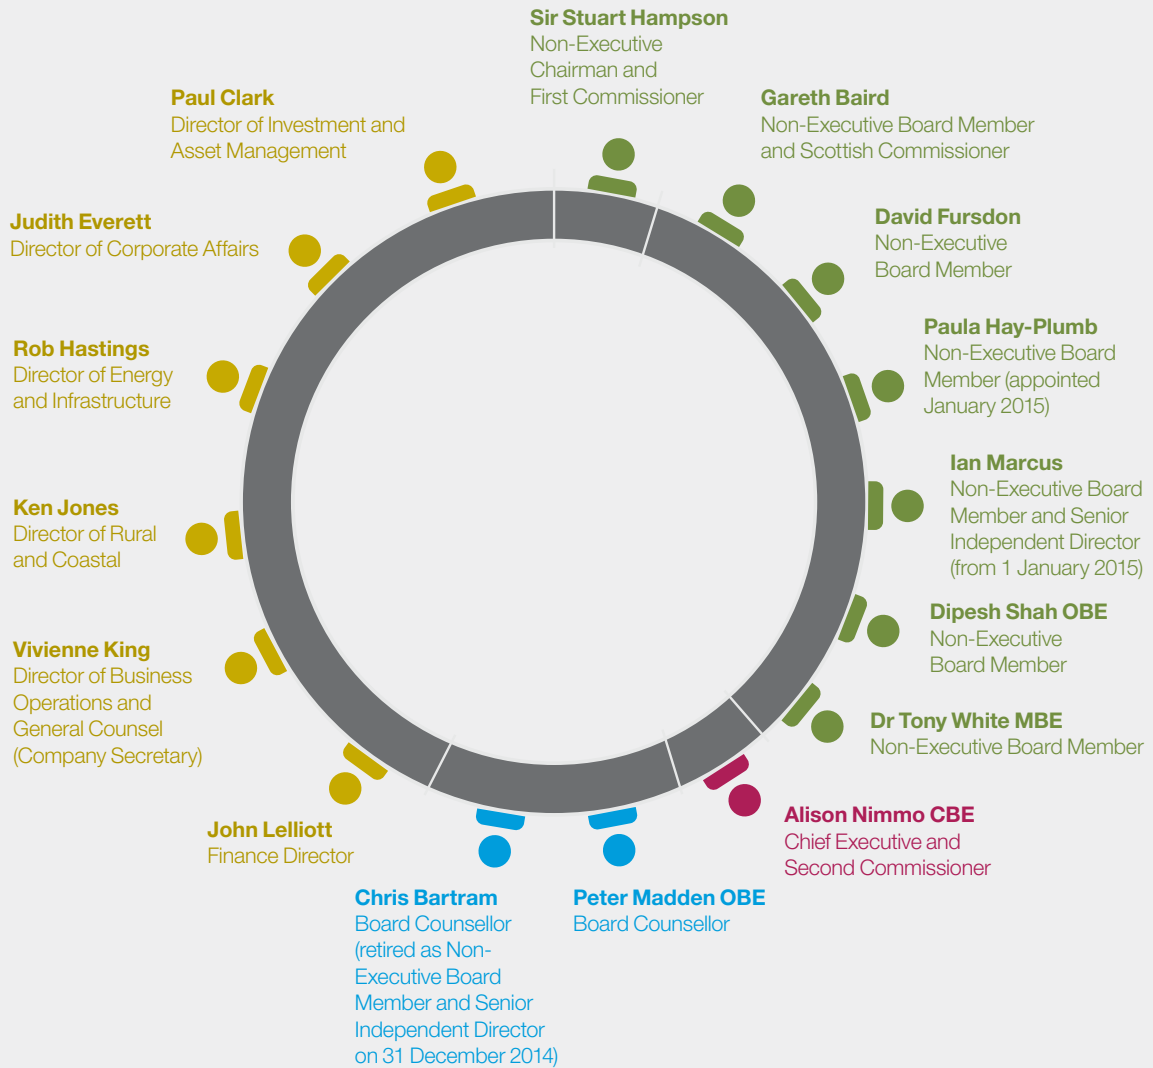 Sir Stuart Hampson
Non-Executive
Chairman and
First Commissioner
Gareth Baird
Non-Executive Board Member
and Scottish Commissioner
David Fursdon
Non-Executive
Board Member
Paula Hay-Plumb
Non-Executive Board
Member (appointed
January 2015)
Ian Marcus
Non-Executive Board
Member and Senior
Independent Director
(from 1 January 2015)
Dipesh Shah OBE
Non-Executive
Board Member
Dr Tony White MBE
Non-Executive Board Member
Alison Nimmo CBE
Chief Executive and
Second Commissioner
Peter Madden OBE
Board Counsellor
Chris Bartram
Board Counsellor
(retired as Non-
Executive Board
Member and Senior
Independent Director
on 31 December 2014)
John Lelliott
Finance Director
Vivienne King
Director of Business
Operations and
General Counsel
(Company Secretary)
Ken Jones
Director of Rural
and Coastal
Rob Hastings
Director of Energy
and Infrastructure
Judith Everett
Director of Corporate Affairs
Paul Clark
Director of Investment and
Asset Management